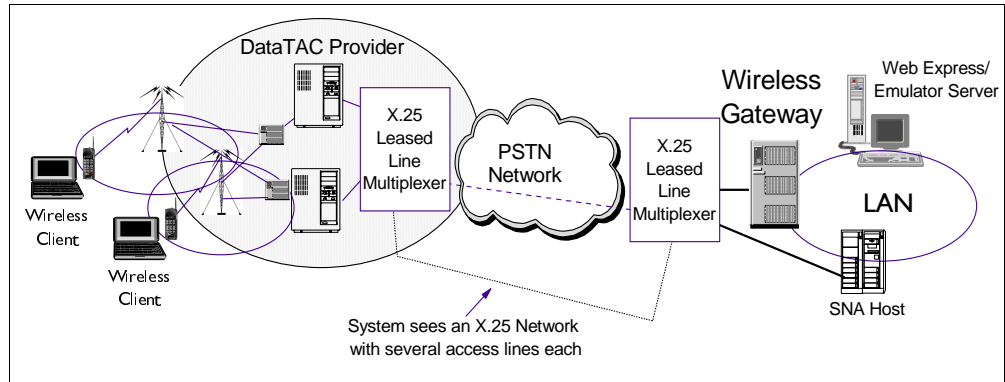 DataTAC Provider
X.25
Leased
Line
Multiplexer
Wireless
Client
Wireless
Client
PSTN
Network
X.25
Leased
Line
Multiplexer
Wireless
Gateway
Web Express/
Emulator Server
LAN
SNA Host
System sees an X.25 Network
with several access lines each